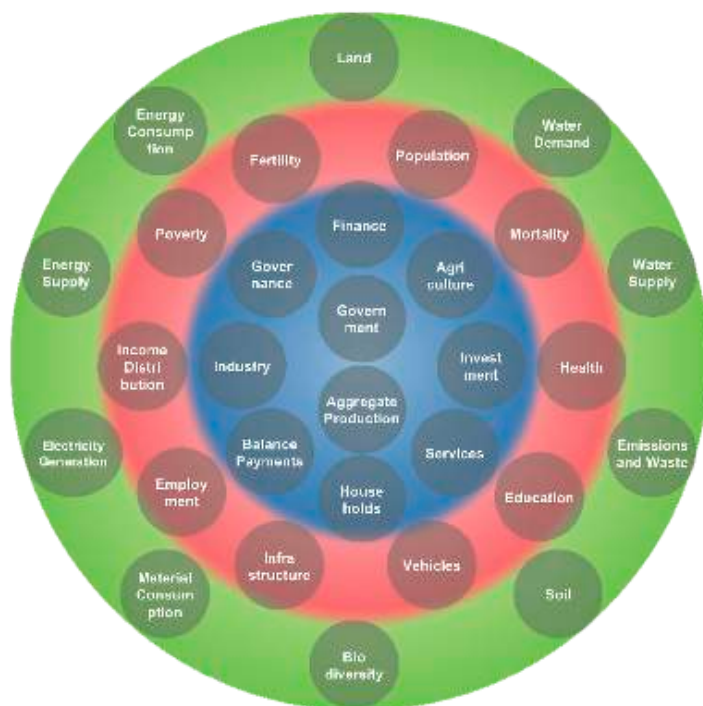 Land
Energy
Consump
tion
Water
Demand
Fertility
Population
Poverty
Finance
Mortality
Energy
Supply
Gover
nance
Agri
culture
Water
Supply
Govern
ment
Income
Distri
bution
Industry
Invest
ment
Health
Aggregate
Production
Electricity
Generation
Balance
Payments
Services
Emissions
and Waste
Employ
ment
House
holds
Education
Infra
structure
Vehicles
Material
Consum
ption
Soil
Bio
diversity